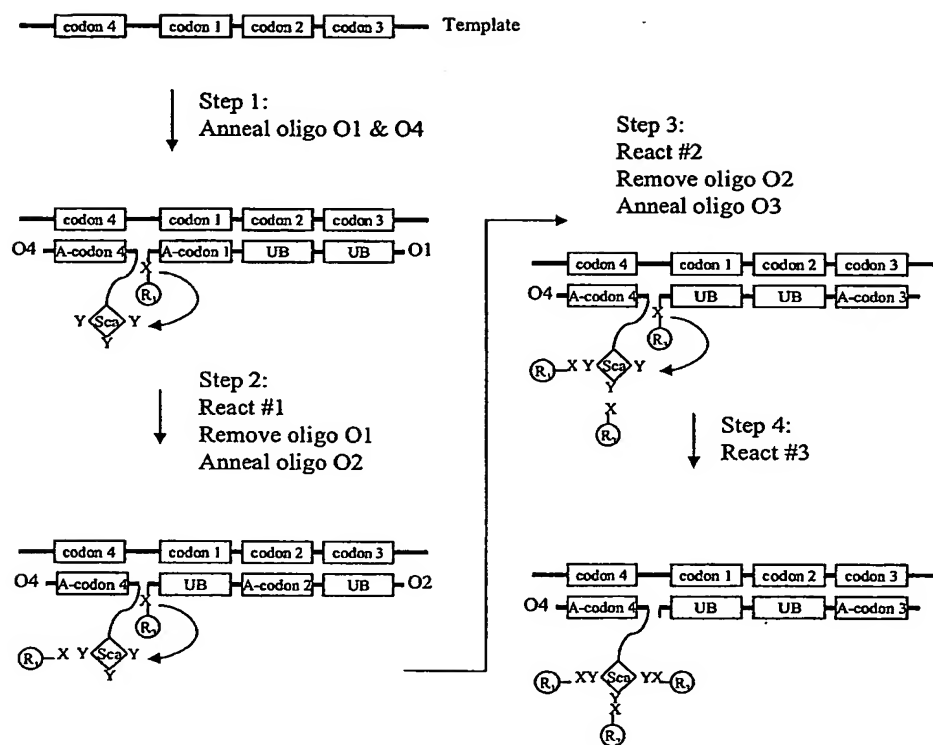 codon 4 codon 1 codon 2 codon 3 Template
Step 1:
Anneal oligo O1 & O4
codon 4 codon 1 codon 2 codon 3
O4 A-codon 4 A-codon 1 UB UB O1
X
R₁
Y Sca Y
Y
Step 2:
React #1
Remove oligo O1
Anneal oligo O2
codon 4 codon 1 codon 2 codon 3
O4 A-codon 4 UB A-codon 2 UB O2
X
R₂
R₁ X Y Sca Y
Y
Step 3:
React #2
Remove oligo O2
Anneal oligo O3
codon 4 codon 1 codon 2 codon 3
O4 A-codon 4 UB UB A-codon 3
X
R₃
R₁ X Y Sca Y
Y
X
R₂
Step 4:
React #3
codon 4 codon 1 codon 2 codon 3
O4 A-codon 4 UB UB A-codon 3
R₁ XY Sca YX R₃
Y
X
R₂